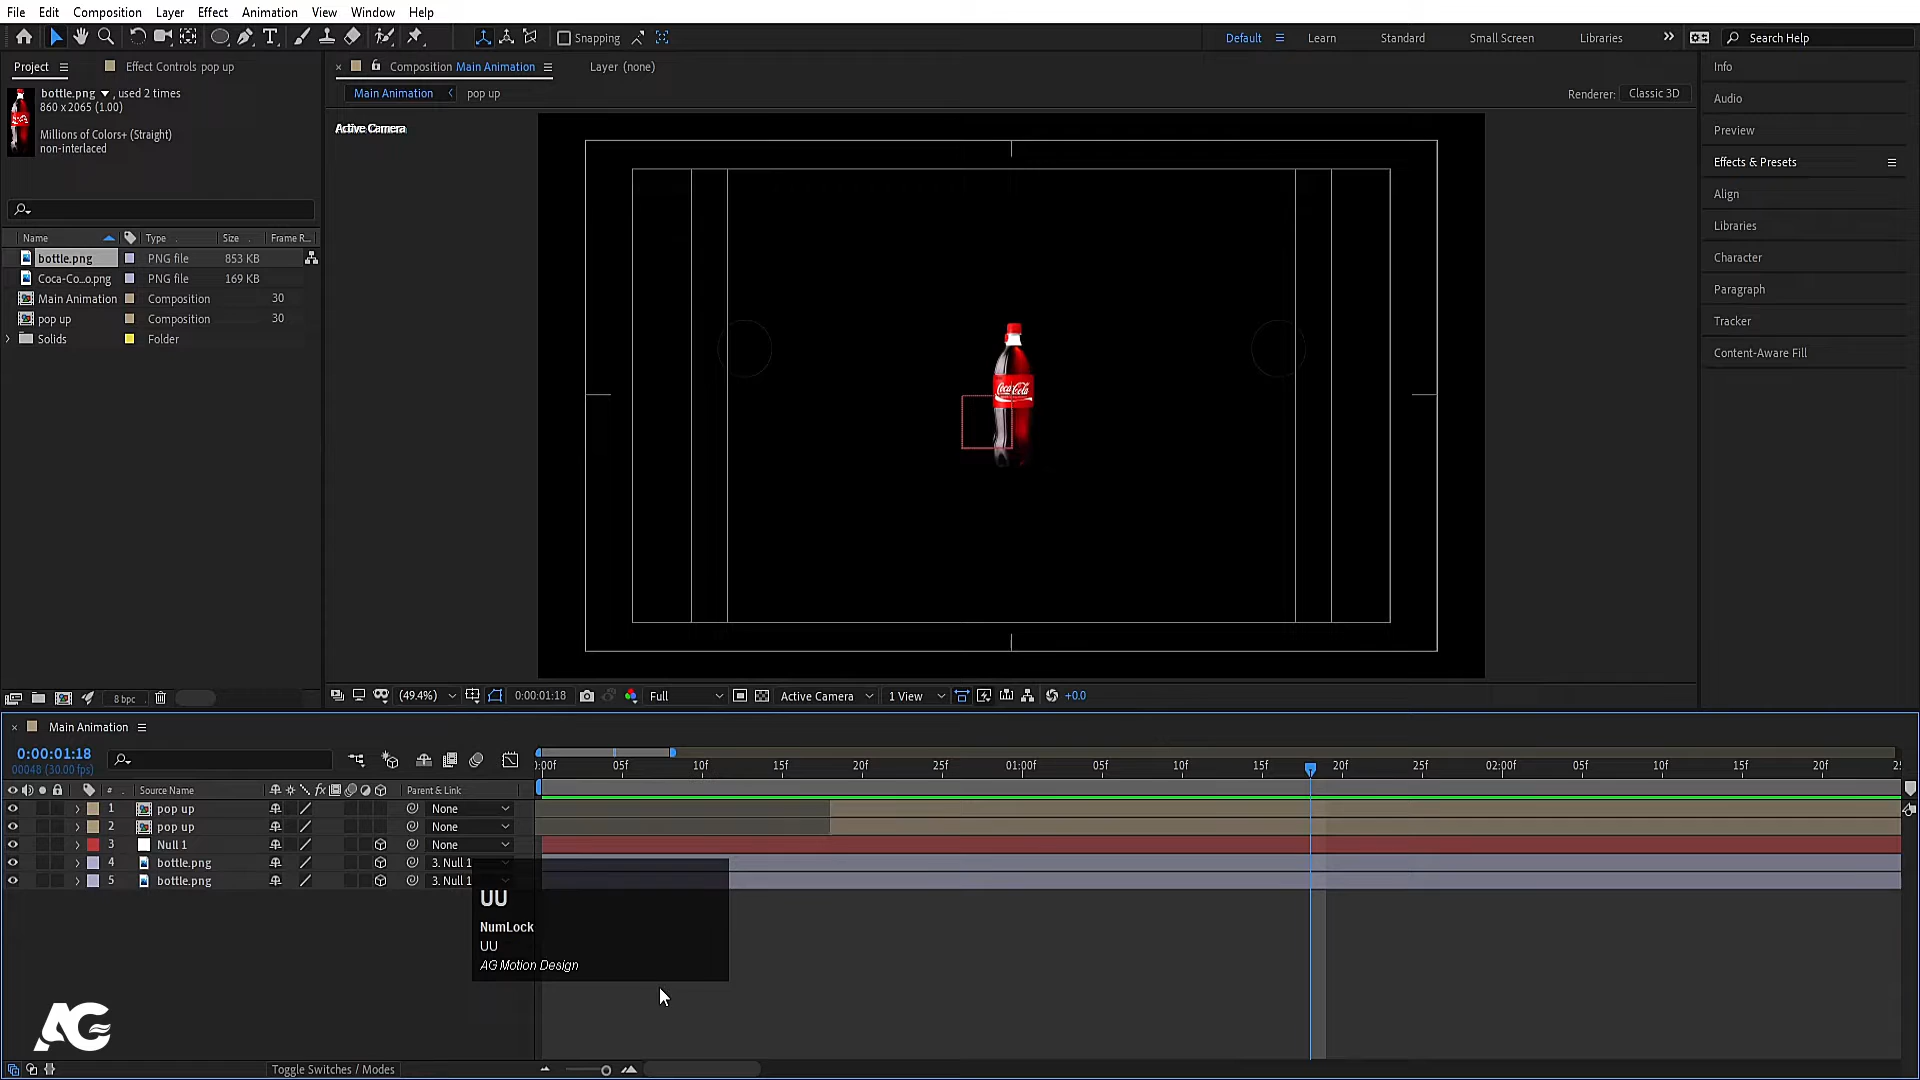 File Edit Composition Layer Effect Animation View Window Help
Snapping
Default Learn Standard Small Screen Libraries Search Help
Project Effect Controls pop up
Composition Main Animation Layer (none)
Main Animation pop up
Renderer: Classic 3D
bottle.png , used 2 times
860 x 2065 (1.00)
Millions of Colors+ (Straight)
non-interlaced
Active Camera
Name Type Size Frame R...
bottle.png PNG file 853 KB
Coca-Co...o.png PNG file 169 KB
Main Animation Composition 30
pop up Composition 30
Solids Folder
Coca-Cola
Info
Audio
Preview
Effects & Presets
Align
Libraries
Character
Paragraph
Tracker
Content-Aware Fill
8 bpc
(49.4%) 0:00:01:18 Full Active Camera 1 View +0.0
Main Animation
0:00:01:18
00048 (30.00 fps)
):00f 05f 10f 15f 20f 25f 01:00f 05f 10f 15f 20f 25f 02:00f 05f 10f 15f 20f 2
# Source Name fx Parent & Link
1 pop up None
2 pop up None
3 Null 1 None
4 bottle.png 3. Null 1
5 bottle.png 3. Null 1
UU
NumLock
UU
AG Motion Design
AG
Toggle Switches / Modes